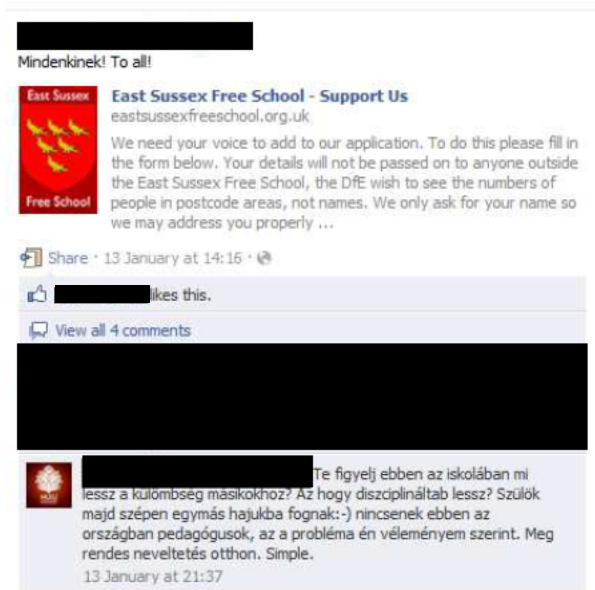 Mindenkinek! To all!
East Sussex
Free School
East Sussex Free School - Support Us
eastsussexfreeschool.org.uk
We need your voice to add to our application. To do this please fill in
the form below. Your details will not be passed on to anyone outside
the East Sussex Free School, the DfE wish to see the numbers of
people in postcode areas, not names. We only ask for your name so
we may address you properly ...
Share · 13 January at 14:16 ·
likes this.
View all 4 comments
Te figyelj ebben az iskolában mi
lessz a külömbség másikokhoz? Az hogy diszciplináltab lessz? Szülök
majd szépen egymás hajukba fognak:-) nincsenek ebben az
országban pedagógusok, az a probléma én véleményem szerint. Meg
rendes neveltetés otthon. Simple.
13 January at 21:37